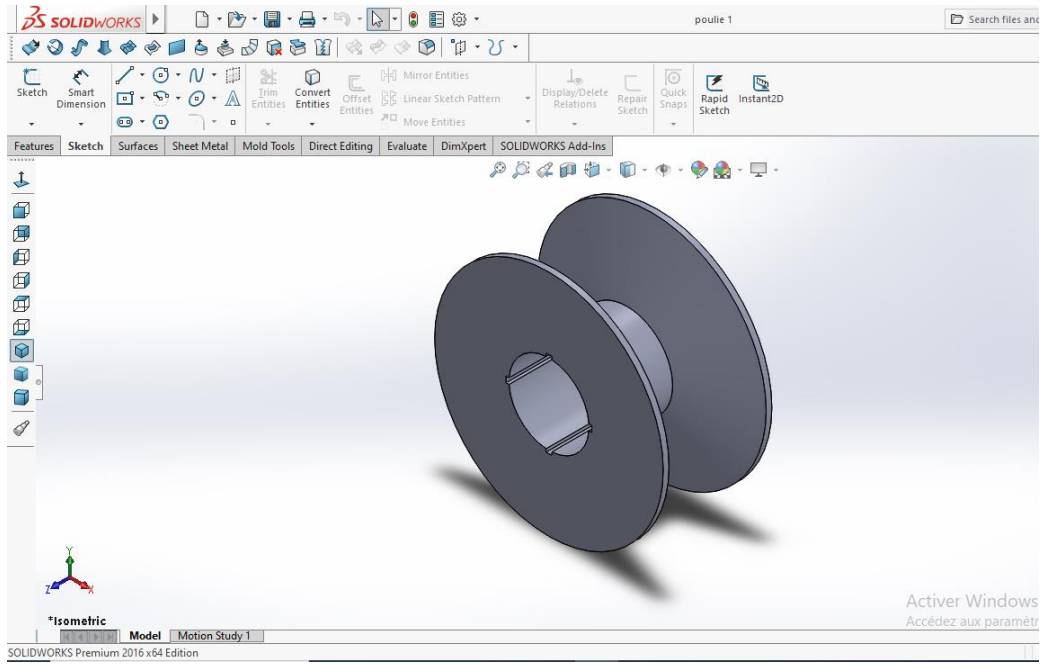 SOLIDWORKS
poulie 1
Search files and
Sketch
Smart Dimension
Trim Entities
Convert Entities
Offset Entities
Mirror Entities
Linear Sketch Pattern
Move Entities
Display/Delete Relations
Repair Sketch
Quick Snaps
Rapid Sketch
Instant2D
Features Sketch Surfaces Sheet Metal Mold Tools Direct Editing Evaluate DimXpert SOLIDWORKS Add-Ins
Y
Z X
*Isometric
Activer Windows
Accédez aux paramètr
Model Motion Study 1
SOLIDWORKS Premium 2016 x64 Edition